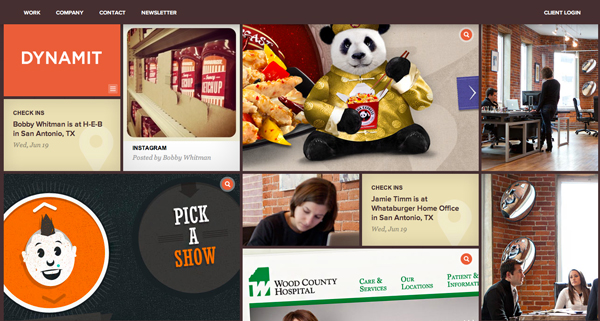 WORK COMPANY CONTACT NEWSLETTER CLIENT LOGIN
DYNAMIT
CHECK INS
Bobby Whitman is at H-E-B
in San Antonio, TX
Wed, Jun 19
KETCHUP
INSTAGRAM
Posted by Bobby Whitman
PICK
A
SHOW
CHECK INS
Jamie Timm is at
Whataburger Home Office
in San Antonio, TX
Wed, Jun 19
WOOD COUNTY
HOSPITAL
CARE &
SERVICES
OUR
LOCATIONS
PATIENT &
INFORMAT